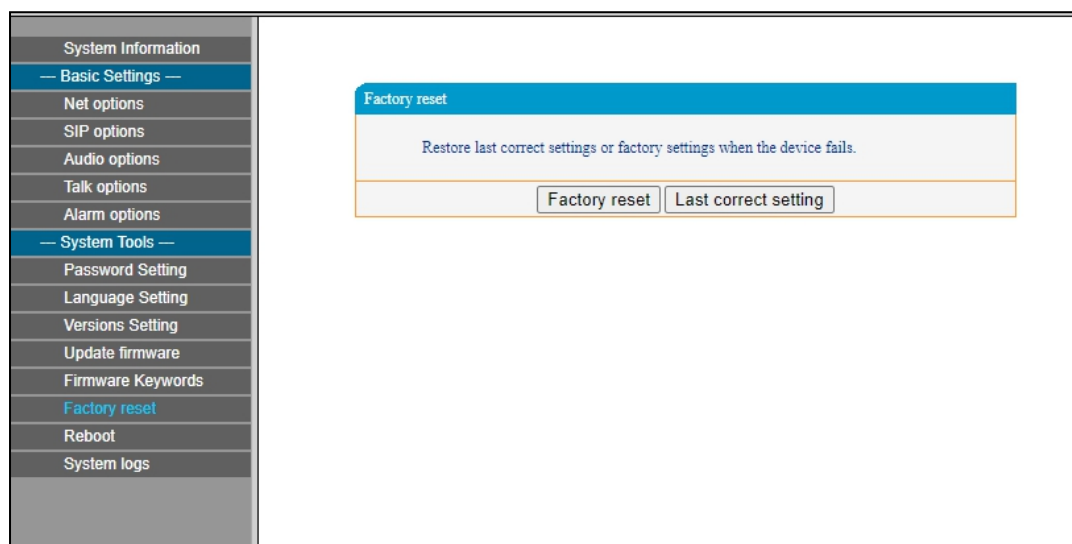 System Information
— Basic Settings —
Net options
SIP options
Audio options
Talk options
Alarm options
— System Tools —
Password Setting
Language Setting
Versions Setting
Update firmware
Firmware Keywords
Factory reset
Reboot
System logs
Factory reset
Restore last correct settings or factory settings when the device fails.
Factory reset Last correct setting